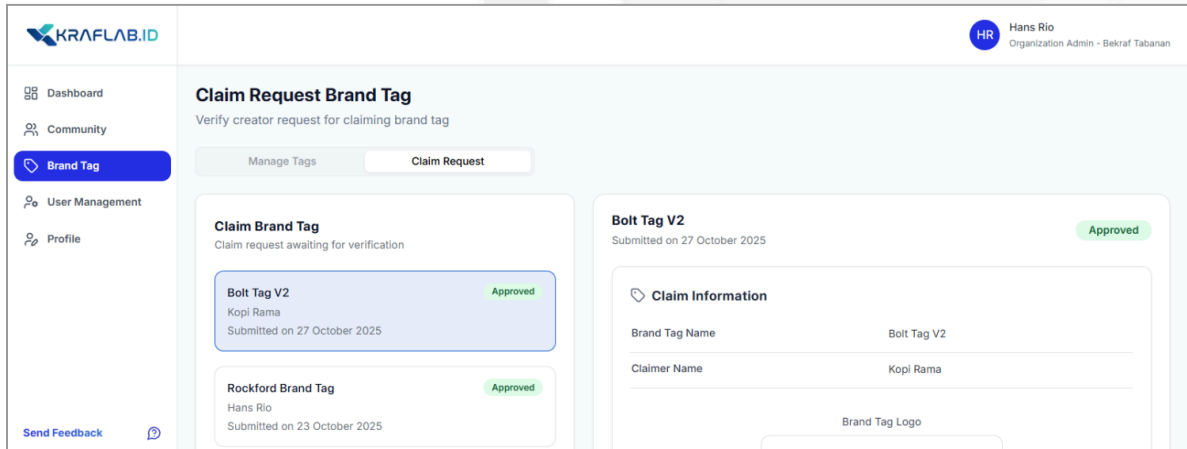 KRAFLAB.ID
HR
Hans Rio
Organization Admin - Bekraf Tabanan
Dashboard
Community
Brand Tag
User Management
Profile
Send Feedback
Claim Request Brand Tag
Verify creator request for claiming brand tag
Manage Tags
Claim Request
Claim Brand Tag
Claim request awaiting for verification
Bolt Tag V2
Approved
Kopi Rama
Submitted on 27 October 2025
Rockford Brand Tag
Approved
Hans Rio
Submitted on 23 October 2025
Bolt Tag V2
Approved
Submitted on 27 October 2025
Claim Information
Brand Tag Name
Bolt Tag V2
Claimer Name
Kopi Rama
Brand Tag Logo